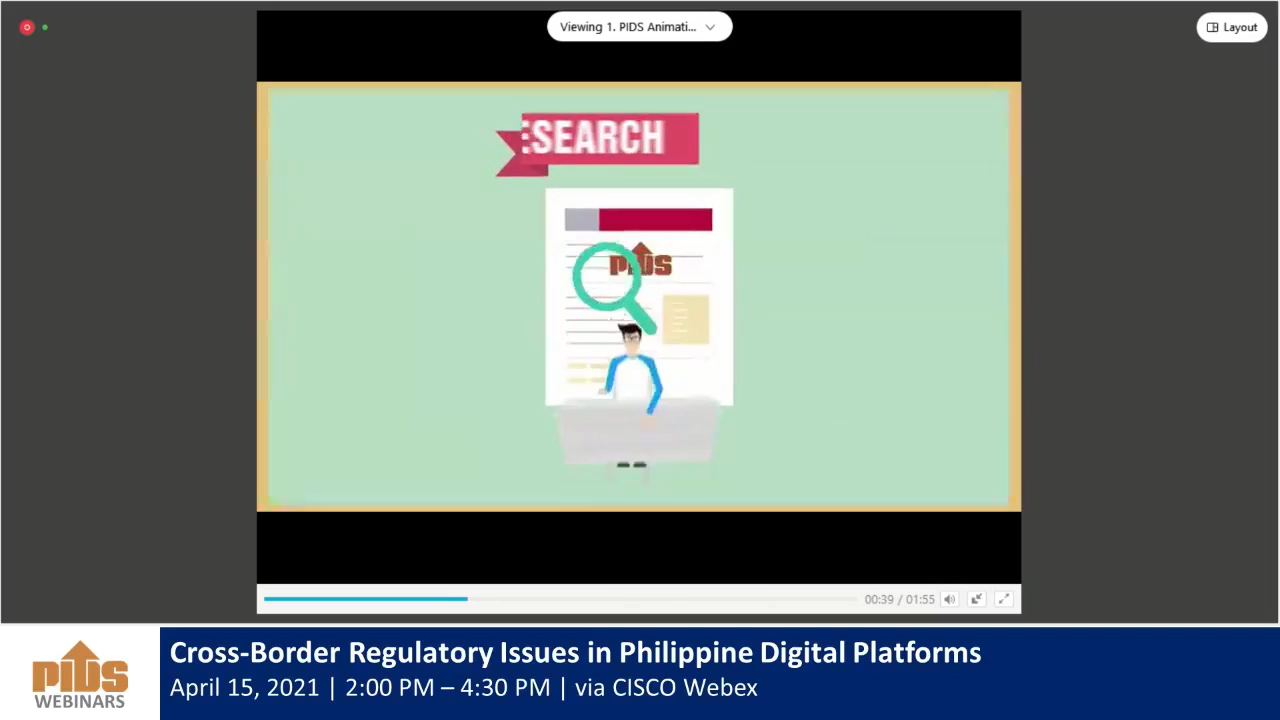 Viewing 1. PIDS Animati...
Layout
ESEARCH
PIDS
00:39 / 01:55
PIDS
WEBINARS
Cross-Border Regulatory Issues in Philippine Digital Platforms
April 15, 2021 | 2:00 PM – 4:30 PM | via CISCO Webex